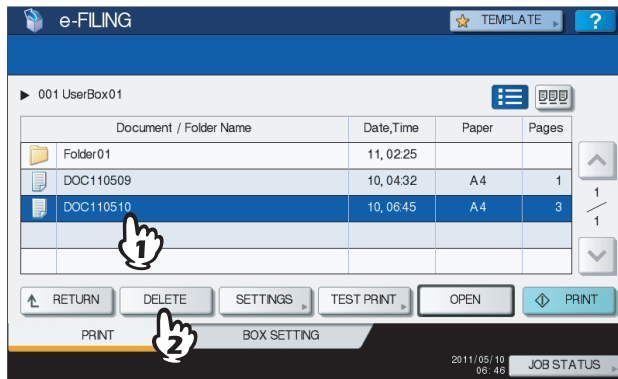 e-FILING TEMPLATE ?
001 UserBox01
Document / Folder Name Date,Time Paper Pages
Folder01 11, 02:25
DOC110509 10, 04:32 A4 1
DOC110510 10, 06:45 A4 3
1
1
1
RETURN DELETE SETTINGS TEST PRINT OPEN PRINT
2
PRINT BOX SETTING
2011/05/10
06:46 JOB STATUS